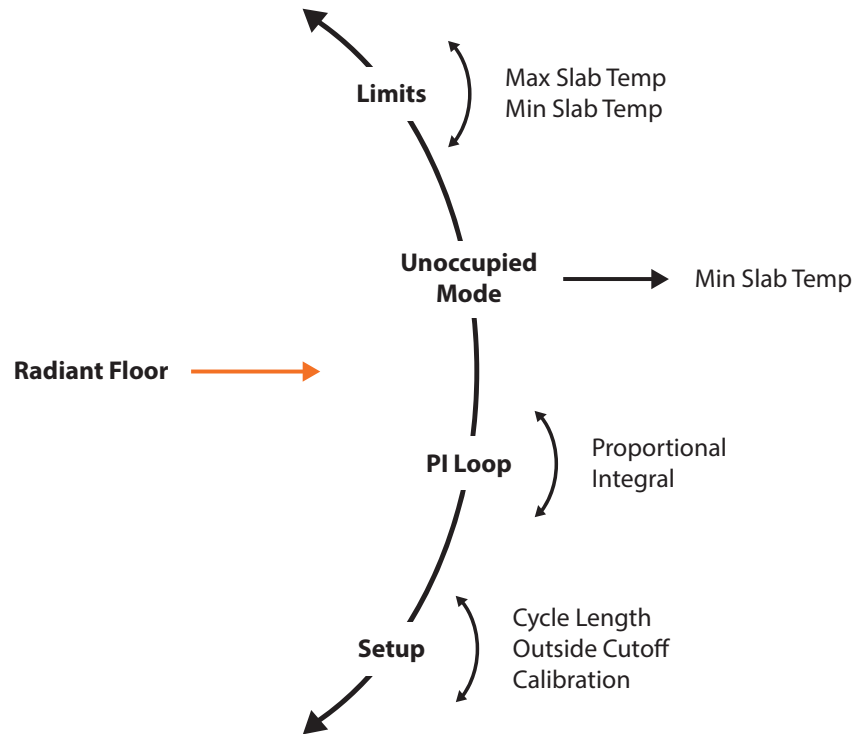 Limits
Max Slab Temp
Min Slab Temp
Unoccupied
Mode
Min Slab Temp
Radiant Floor
PI Loop
Proportional
Integral
Setup
Cycle Length
Outside Cutoff
Calibration